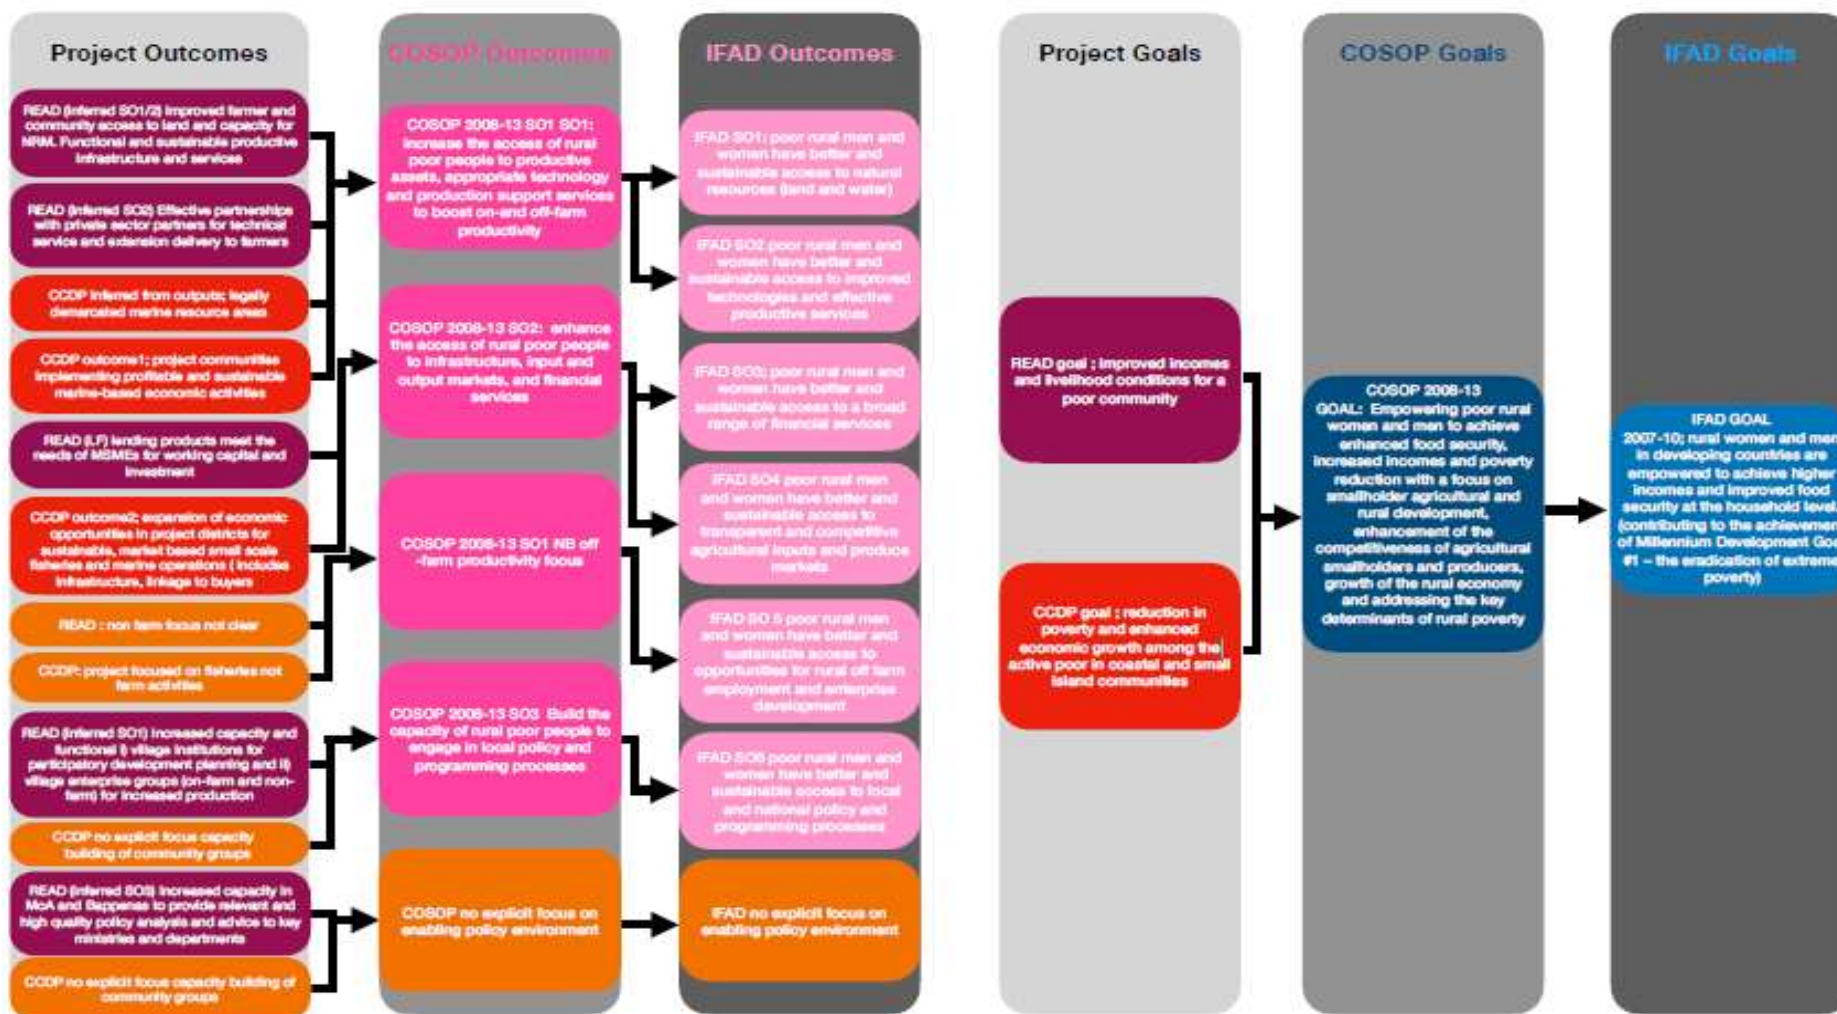 Project Outcomes
READ (Inferred SO1/2) Improved farmer and
community access to land and capacity for
NRM. Functional and sustainable productive
Infrastructure and services
READ (Inferred SO2) Effective partnerships
with private sector partners for technical
service and extension delivery to farmers
CCDP Inferred from outputs; legally
demarcated marine resource areas
CCDP outcome1; project communities
implementing profitable and sustainable
marine-based economic activities
READ (LF) lending products meet the
needs of MSMEs for working capital and
Investment
CCDP outcome2; expansion of economic
opportunities in project districts for
sustainable, market based small scale
fisheries and marine operations ( includes
infrastructure, linkage to buyers
READ : non farm focus not clear
CCDP: project focused on fisheries not
farm activities
READ (Inferred SO1) Increased capacity and
functional i) village institutions for
participatory development planning and ii)
village enterprise groups (on-farm and non-
farm) for increased production
CCDP no explicit focus capacity
building of community groups
READ (Inferred SO3) Increased capacity in
MoA and Bappenas to provide relevant and
high quality policy analysis and advice to key
ministries and departments
CCDP no explicit focus capacity building of
community groups
COSOP Outcomes
COSOP 2008-13 SO1 SO1:
increase the access of rural
poor people to productive
assets, appropriate technology
and production support services
to boost on-and off-farm
productivity
COSOP 2008-13 SO2: enhance
the access of rural poor people
to infrastructure, input and
output markets, and financial
services
COSOP 2008-13 SO1 NB off
-farm productivity focus
COSOP 2008-13 SO3 Build the
capacity of rural poor people to
engage in local policy and
programming processes
COSOP no explicit focus on
enabling policy environment
IFAD Outcomes
IFAD SO1; poor rural men and
women have better and
sustainable access to natural
resources (land and water)
IFAD SO2 poor rural men and
women have better and
sustainable access to improved
technologies and effective
productive services
IFAD SO3; poor rural men and
women have better and
sustainable access to a broad
range of financial services
IFAD SO4 poor rural men
and women have better and
sustainable access to
transparent and competitive
agricultural inputs and produce
markets
IFAD SO 5 poor rural men
and women have better and
sustainable access to
opportunities for rural off farm
employment and enterprise
development
IFAD SO6 poor rural men and
women have better and
sustainable access to local
and national policy and
programming processes
IFAD no explicit focus on
enabling policy environment
Project Goals
READ goal : improved incomes
and livelihood conditions for a
poor community
CCDP goal : reduction in
poverty and enhanced
economic growth among the
active poor in coastal and small
island communities
COSOP Goals
COSOP 2008-13
GOAL: Empowering poor rural
women and men to achieve
enhanced food security,
increased incomes and poverty
reduction with a focus on
smallholder agricultural and
rural development,
enhancement of the
competitiveness of agricultural
smallholders and producers,
growth of the rural economy
and addressing the key
determinants of rural poverty
IFAD Goals
IFAD GOAL
2007-10; rural women and men
in developing countries are
empowered to achieve higher
incomes and improved food
security at the household level.
(contributing to the achievemen
of Millennium Development Goa
#1 – the eradication of extreme
poverty)